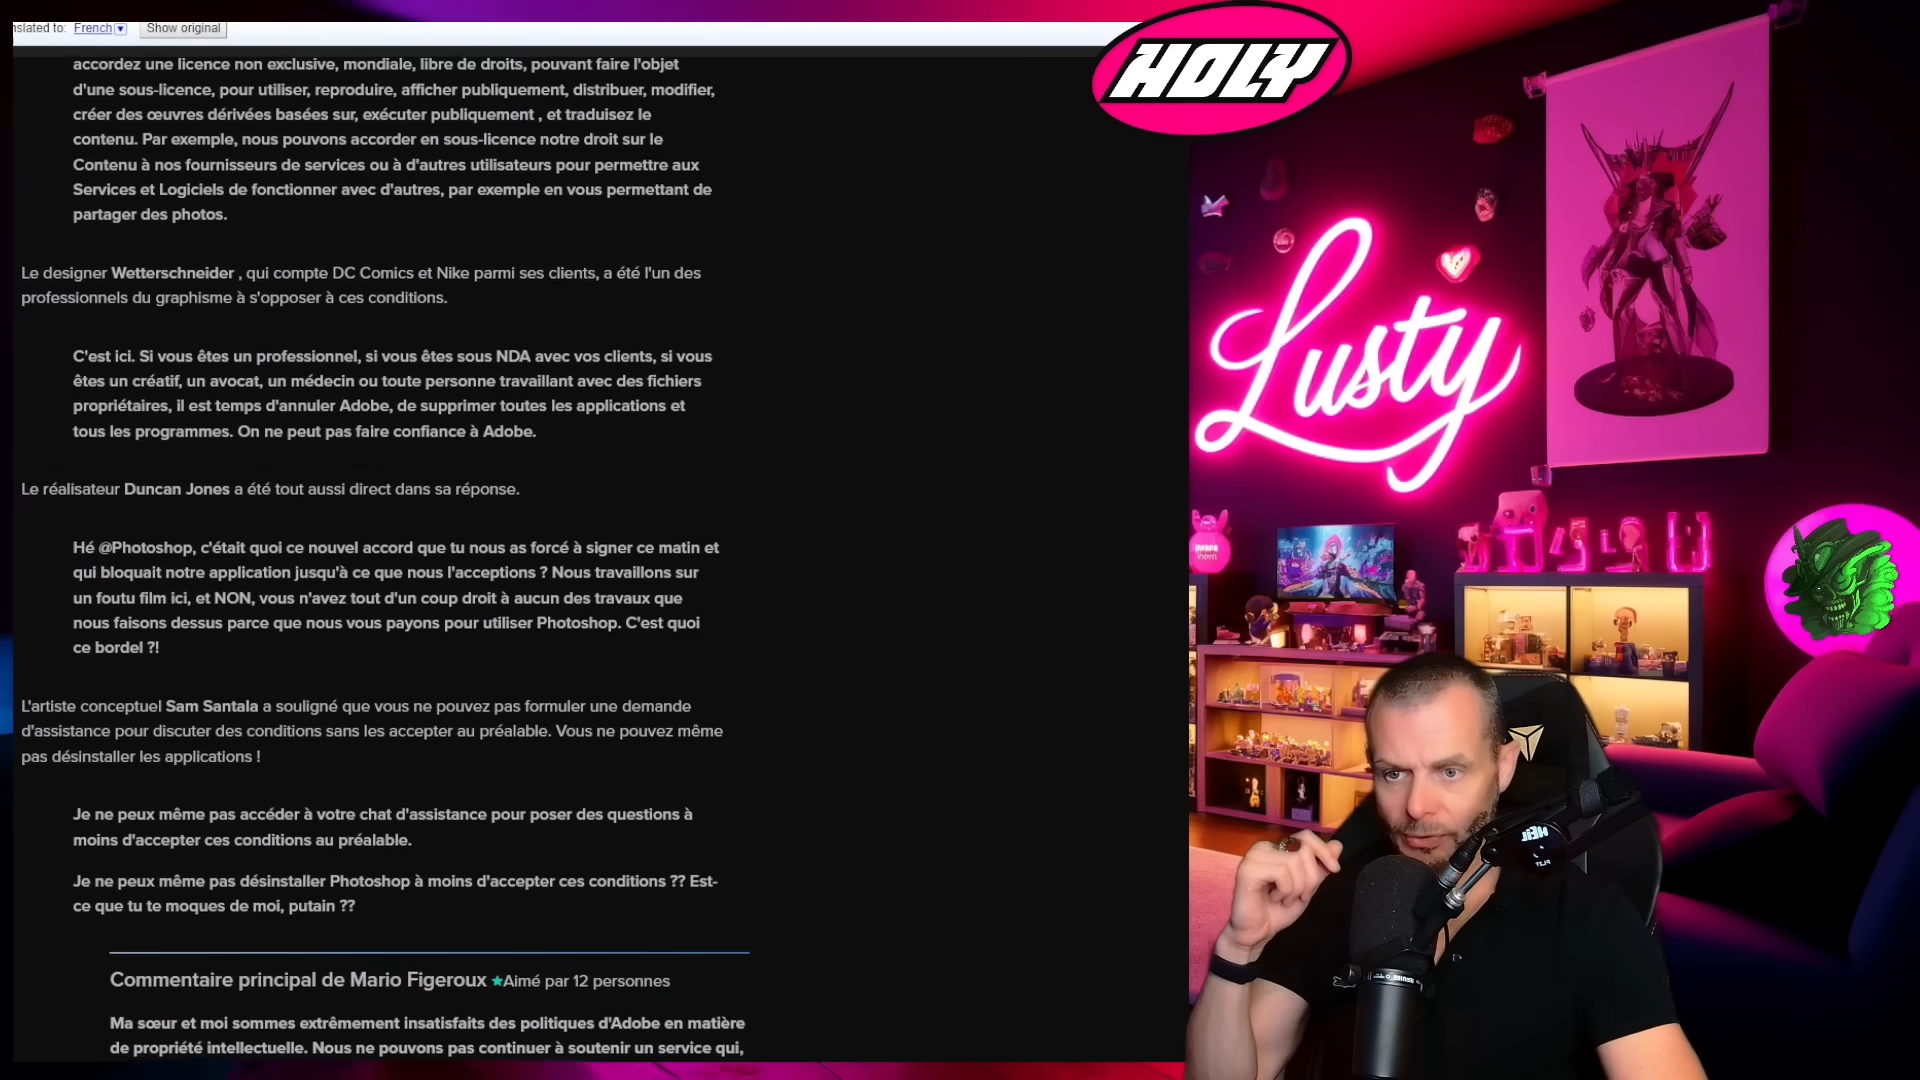 slated to: French Show original
HOLY
accordez une licence non exclusive, mondiale, libre de droits, pouvant faire l'objet
d'une sous-licence, pour utiliser, reproduire, afficher publiquement, distribuer, modifier,
créer des œuvres dérivées basées sur, exécuter publiquement , et traduisez le
contenu. Par exemple, nous pouvons accorder en sous-licence notre droit sur le
Contenu à nos fournisseurs de services ou à d'autres utilisateurs pour permettre aux
Services et Logiciels de fonctionner avec d'autres, par exemple en vous permettant de
partager des photos.
Le designer Wetterschneider , qui compte DC Comics et Nike parmi ses clients, a été l'un des
professionnels du graphisme à s'opposer à ces conditions.
C'est ici. Si vous êtes un professionnel, si vous êtes sous NDA avec vos clients, si vous
êtes un créatif, un avocat, un médecin ou toute personne travaillant avec des fichiers
propriétaires, il est temps d'annuler Adobe, de supprimer toutes les applications et
tous les programmes. On ne peut pas faire confiance à Adobe.
Le réalisateur Duncan Jones a été tout aussi direct dans sa réponse.
Hé @Photoshop, c'était quoi ce nouvel accord que tu nous as forcé à signer ce matin et
qui bloquait notre application jusqu'à ce que nous l'acceptions ? Nous travaillons sur
un foutu film ici, et NON, vous n'avez tout d'un coup droit à aucun des travaux que
nous faisons dessus parce que nous vous payons pour utiliser Photoshop. C'est quoi
ce bordel ?!
L'artiste conceptuel Sam Santala a souligné que vous ne pouvez pas formuler une demande
d'assistance pour discuter des conditions sans les accepter au préalable. Vous ne pouvez même
pas désinstaller les applications !
Je ne peux même pas accéder à votre chat d'assistance pour poser des questions à
moins d'accepter ces conditions au préalable.
Je ne peux même pas désinstaller Photoshop à moins d'accepter ces conditions ?? Est-
ce que tu te moques de moi, putain ??
Commentaire principal de Mario Figeroux ★Aimé par 12 personnes
Ma sœur et moi sommes extrêmement insatisfaits des politiques d'Adobe en matière
de propriété intellectuelle. Nous ne pouvons pas continuer à soutenir un service qui,
Lusty